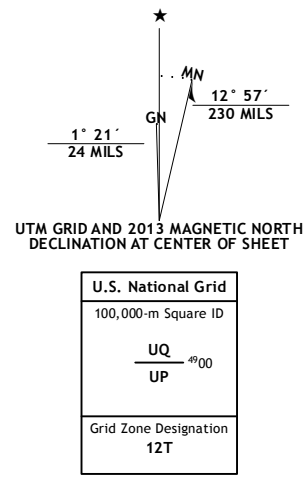 MN
GN
12° 57´
230 MILS
1° 21´
24 MILS
UTM GRID AND 2013 MAGNETIC NORTH
DECLINATION AT CENTER OF SHEET
U.S. National Grid
100,000-m Square ID
UQ
4900
UP
Grid Zone Designation
12T